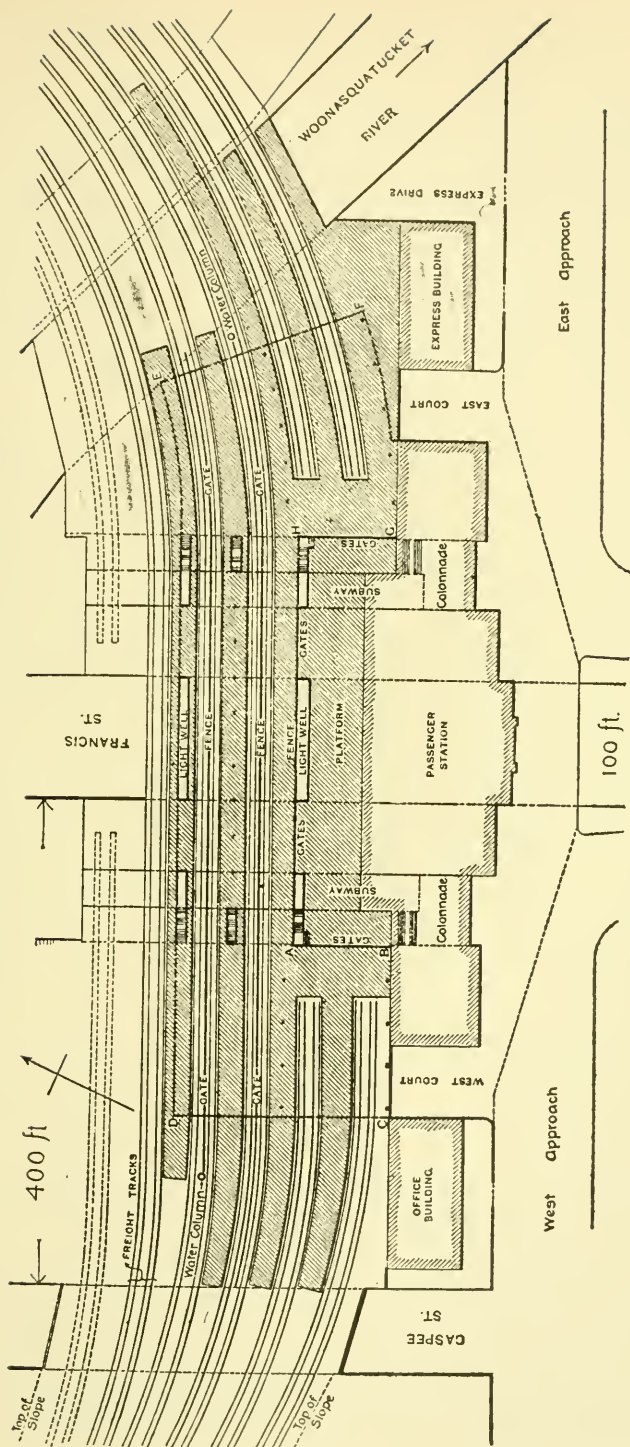 WOONASQUATUCKET
RIVER
EXPRESS DRIVE
East Approach
EXPRESS BUILDING
EAST COURT
Water Column
E
F
GATE
GATE
H
G
GATES
SUBWAY
Colonnade
GATES
FRANCIS
ST.
LIGHT WELL
FENCE
FENCE
FENCE
LIGHT WELL
PLATFORM
PASSENGER
STATION
100 ft.
GATES
SUBWAY
Colonnade
A
B
GATES
400 ft
D
GATE
GATE
C
WEST COURT
West Approach
FREIGHT TRACKS
Water Column
OFFICE
BUILDING
CASPEE
ST.
Top of
Slope
Top of
Slope